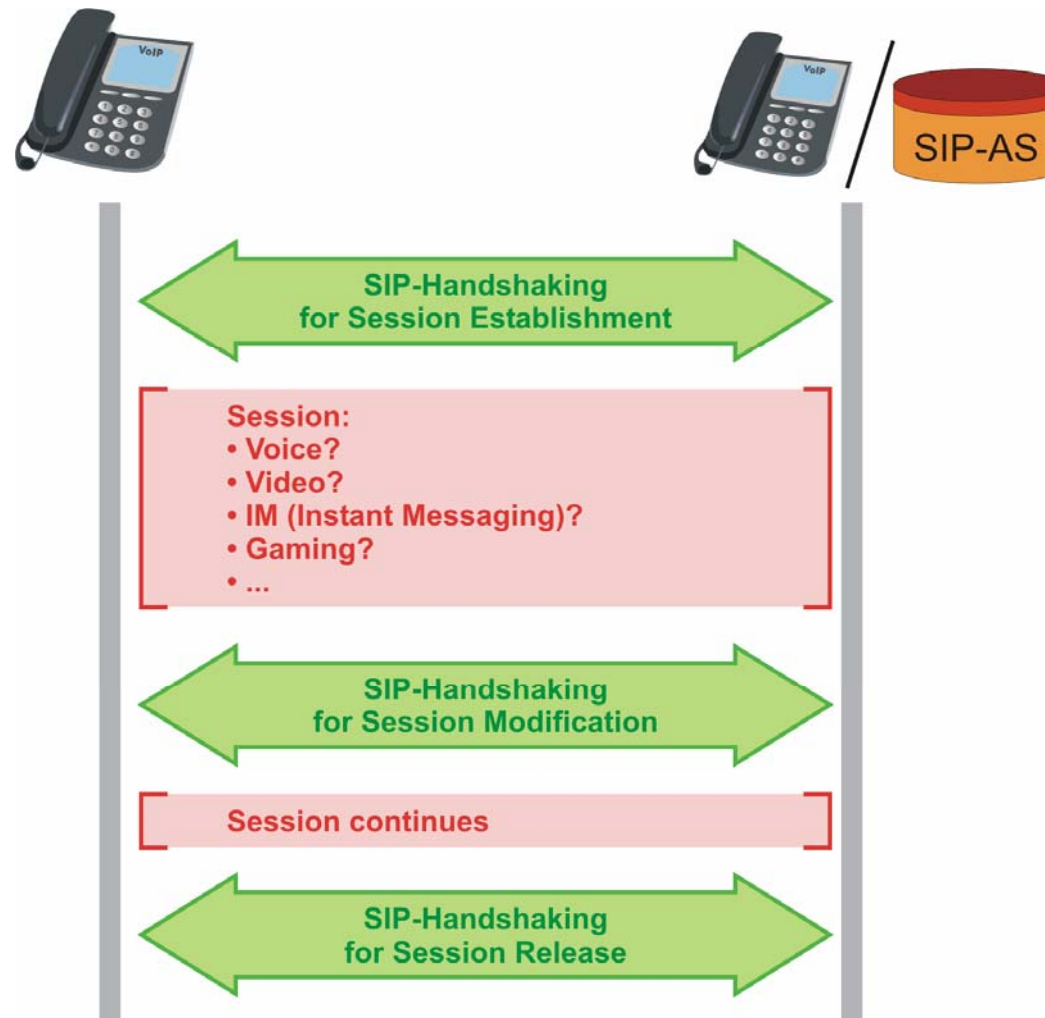 VoIP
VoIP
SIP-AS
SIP-Handshaking
for Session Establishment
Session:
• Voice?
• Video?
• IM (Instant Messaging)?
• Gaming?
• ...
SIP-Handshaking
for Session Modification
Session continues
SIP-Handshaking
for Session Release